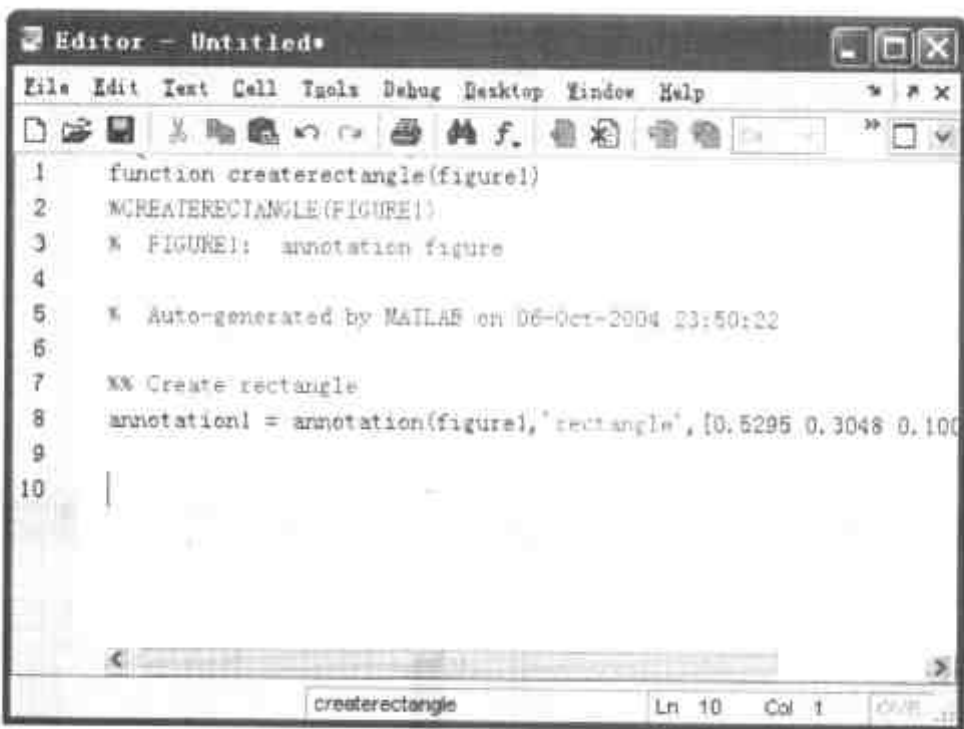 Editor - Untitled*
File Edit Text Cell Tools Debug Desktop Window Help
1 function createrectangle(figure1)
2 %CREATERECTANGLE(FIGURE1)
3 % FIGURE1: annotation figure
4
5 % Auto-generated by MATLAB on 06-Oct-2004 23:50:22
6
7 %% Create rectangle
8 annotation1 = annotation(figure1,'rectangle',[0.5295 0.3048 0.100
9
10
createrectangle Ln 10 Col 1 OVR